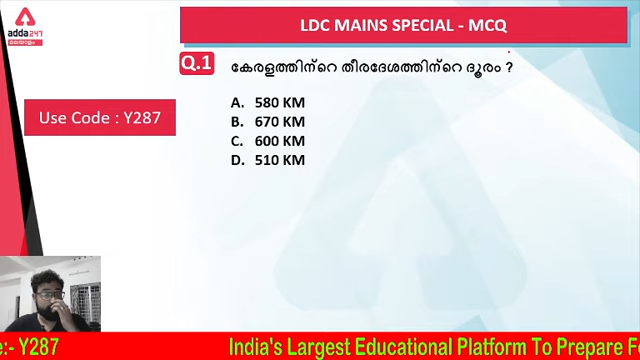 adda247
മലയാളം
LDC MAINS SPECIAL - MCQ
Q.1 കേരളത്തിന്റെ തീരദേശത്തിന്റെ ദൂരം ?
Use Code : Y287
A. 580 KM
B. 670 KM
C. 600 KM
D. 510 KM
e:- Y287 India's Largest Educational Platform To Prepare Fo